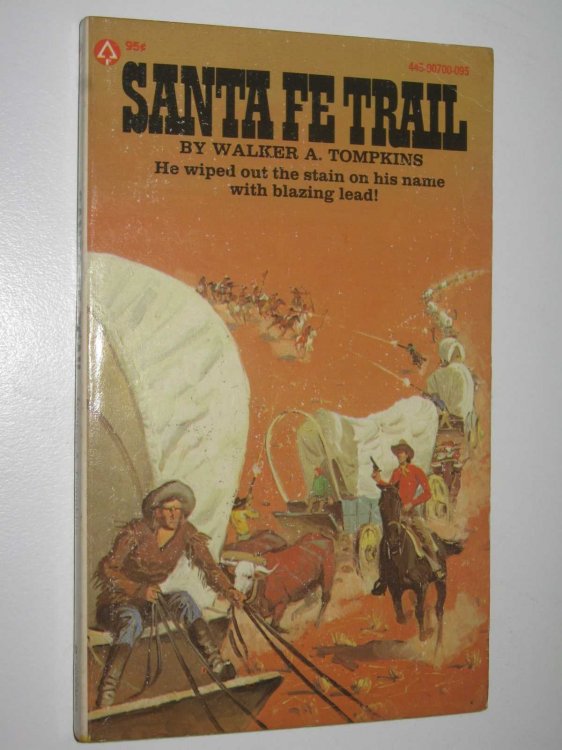 95¢
445-00700-095
SANTA FE TRAIL
BY WALKER A. TOMPKINS
He wiped out the stain on his name
with blazing lead!